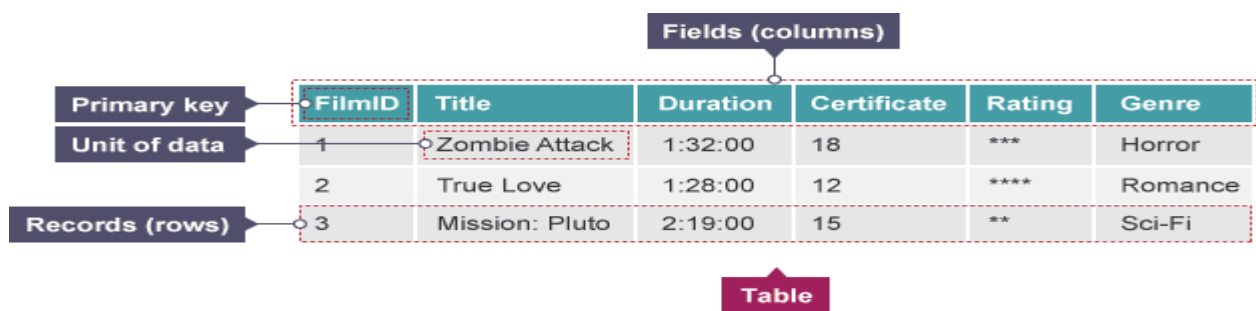 Fields (columns)
Primary key
FilmID Title Duration Certificate Rating Genre
Unit of data
1 Zombie Attack 1:32:00 18 *** Horror
2 True Love 1:28:00 12 **** Romance
Records (rows)
3 Mission: Pluto 2:19:00 15 ** Sci-Fi
Table